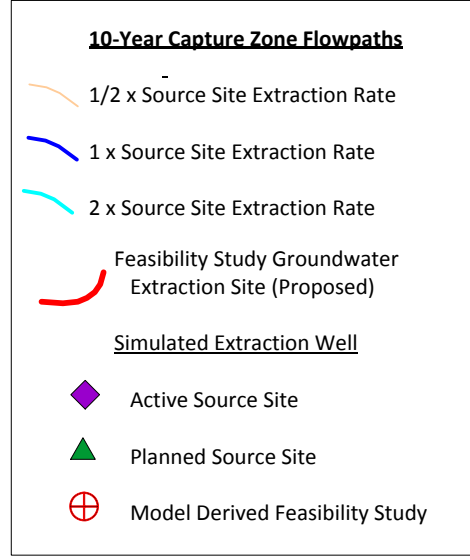 10-Year Capture Zone Flowpaths
1/2 x Source Site Extraction Rate
1 x Source Site Extraction Rate
2 x Source Site Extraction Rate
Feasibility Study Groundwater
Extraction Site (Proposed)
Simulated Extraction Well
Active Source Site
Planned Source Site
Model Derived Feasibility Study